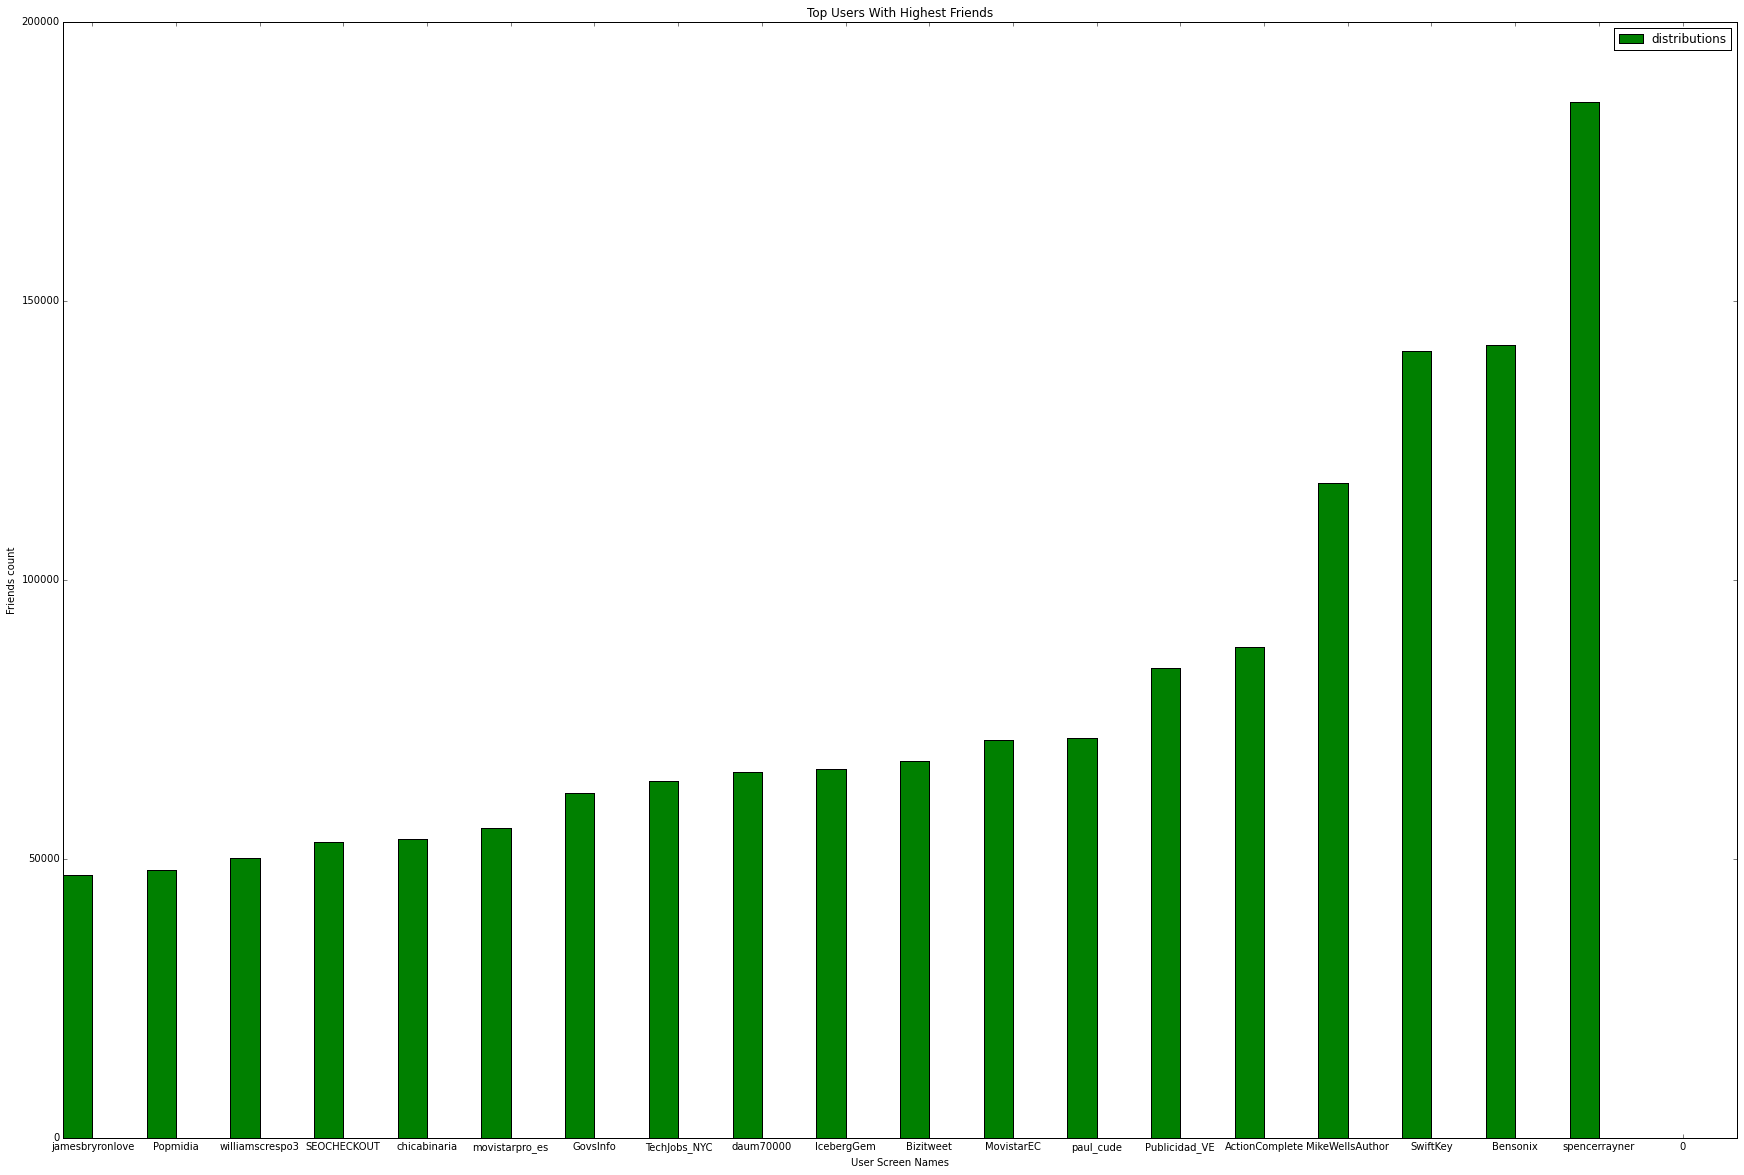 Top Users With Highest Friends
distributions
200000
150000
100000
50000
0
Friends count
jamesbryronlove Popmidia williamscrespo3 SEOCHECKOUT chicabinaria movistarpro_es GovsInfo TechJobs_NYC daum70000 IcebergGem Bizitweet MovistarEC paul_cude Publicidad_VE ActionComplete MikeWellsAuthor SwiftKey Bensonix spencerrayner 0
User Screen Names